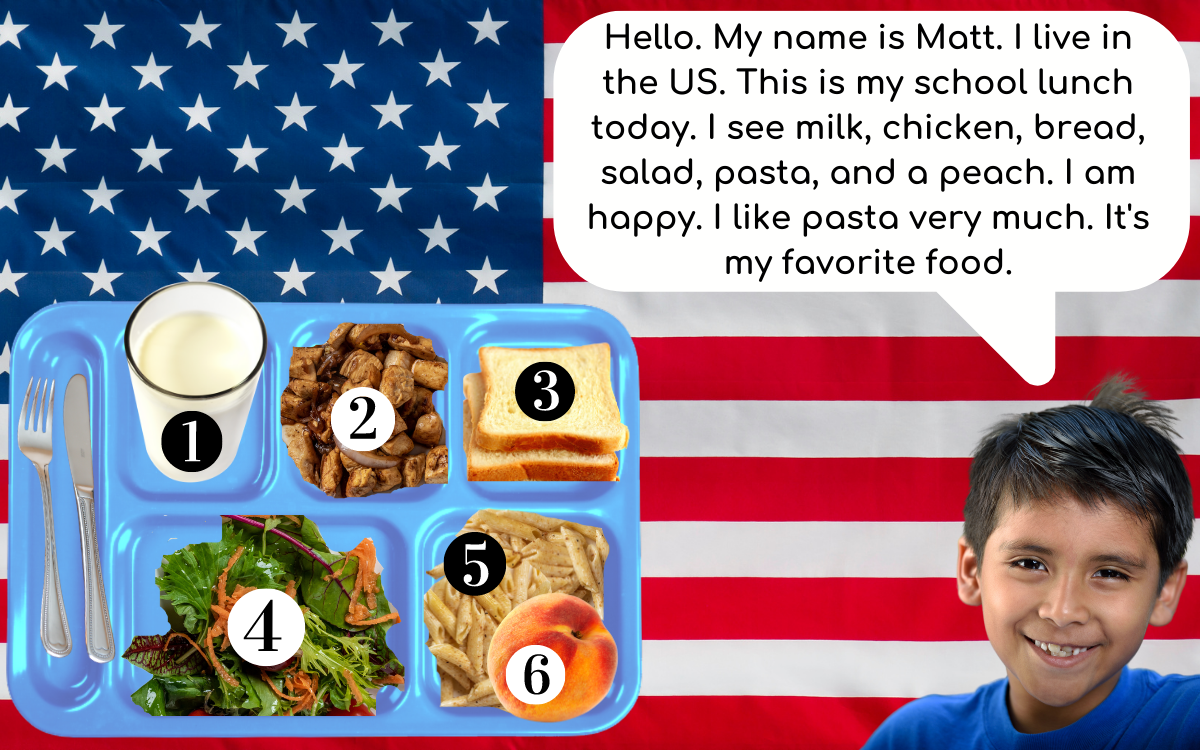 Hello. My name is Matt. I live in
the US. This is my school lunch
today. I see milk, chicken, bread,
salad, pasta, and a peach. I am
happy. I like pasta very much. It's
my favorite food.
1
2
3
4
5
6